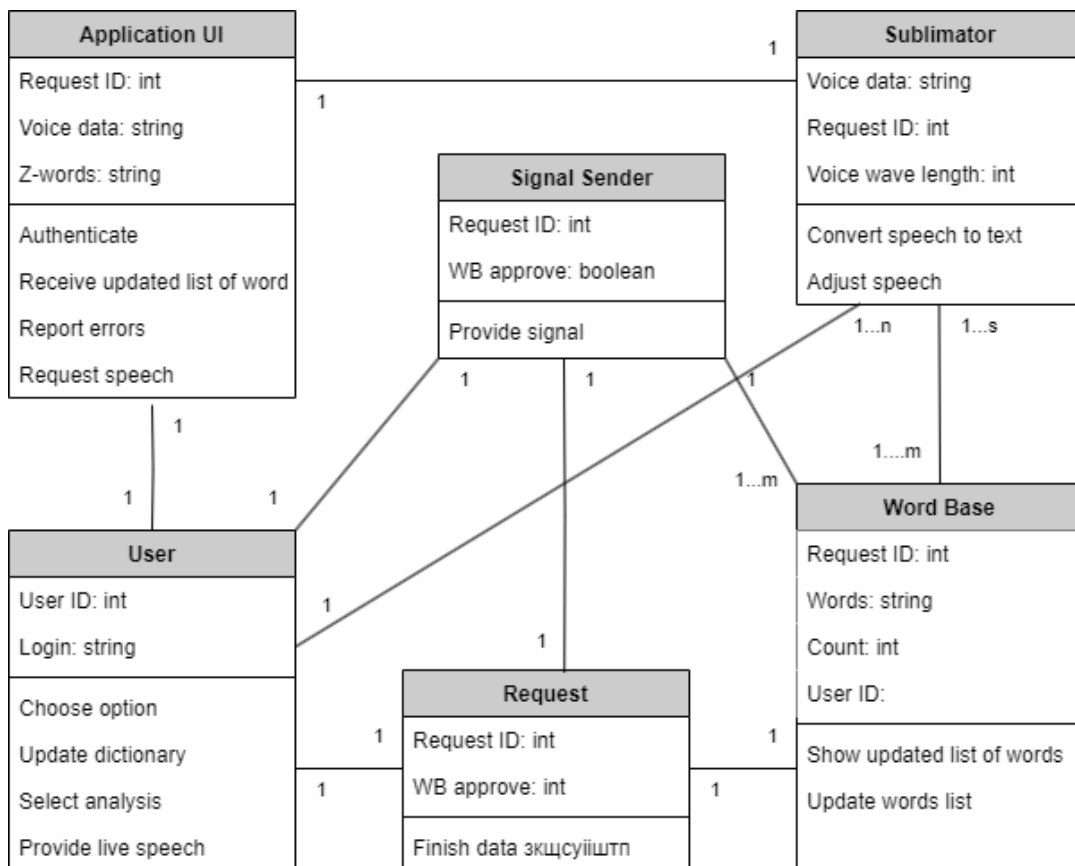 Application UI
Request ID: int
Voice data: string
Z-words: string
Authenticate
Receive updated list of word
Report errors
Request speech
1
1
Sublimator
Voice data: string
Request ID: int
Voice wave length: int
Convert speech to text
Adjust speech
Signal Sender
Request ID: int
WB approve: boolean
Provide signal
1...n
1...s
1
1
1
1
1
1
1...m
1....m
1
1
User
User ID: int
Login: string
Choose option
Update dictionary
Select analysis
Provide live speech
1
1
Request
Request ID: int
WB approve: int
Finish data зкщсуіiштп
1
1
1
Word Base
Request ID: int
Words: string
Count: int
User ID:
Show updated list of words
Update words list